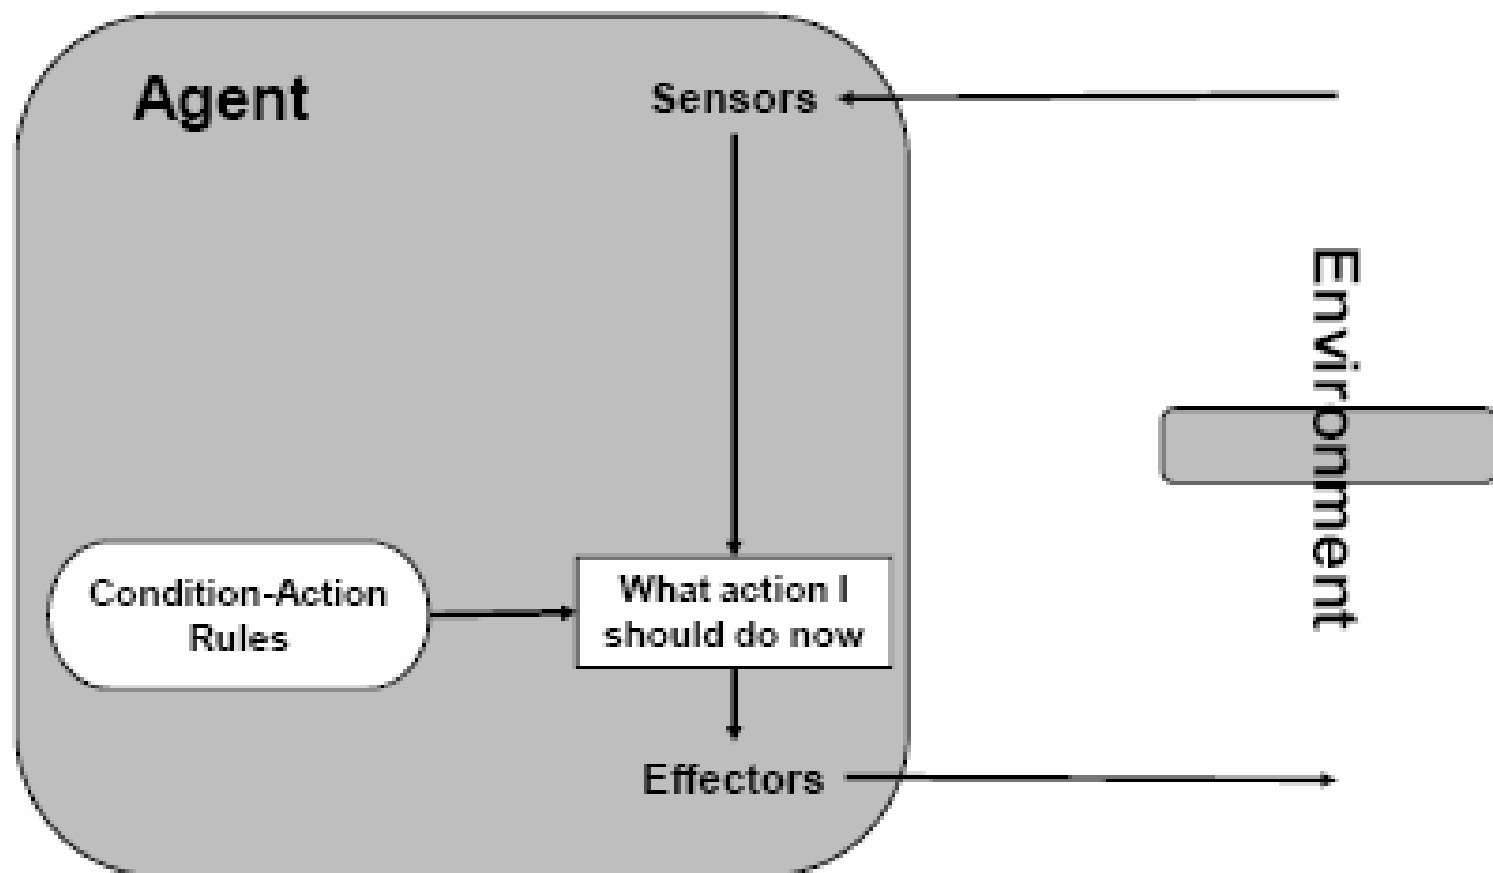 Agent
Sensors
Environment
Condition-Action
Rules
What action I
should do now
Effectors